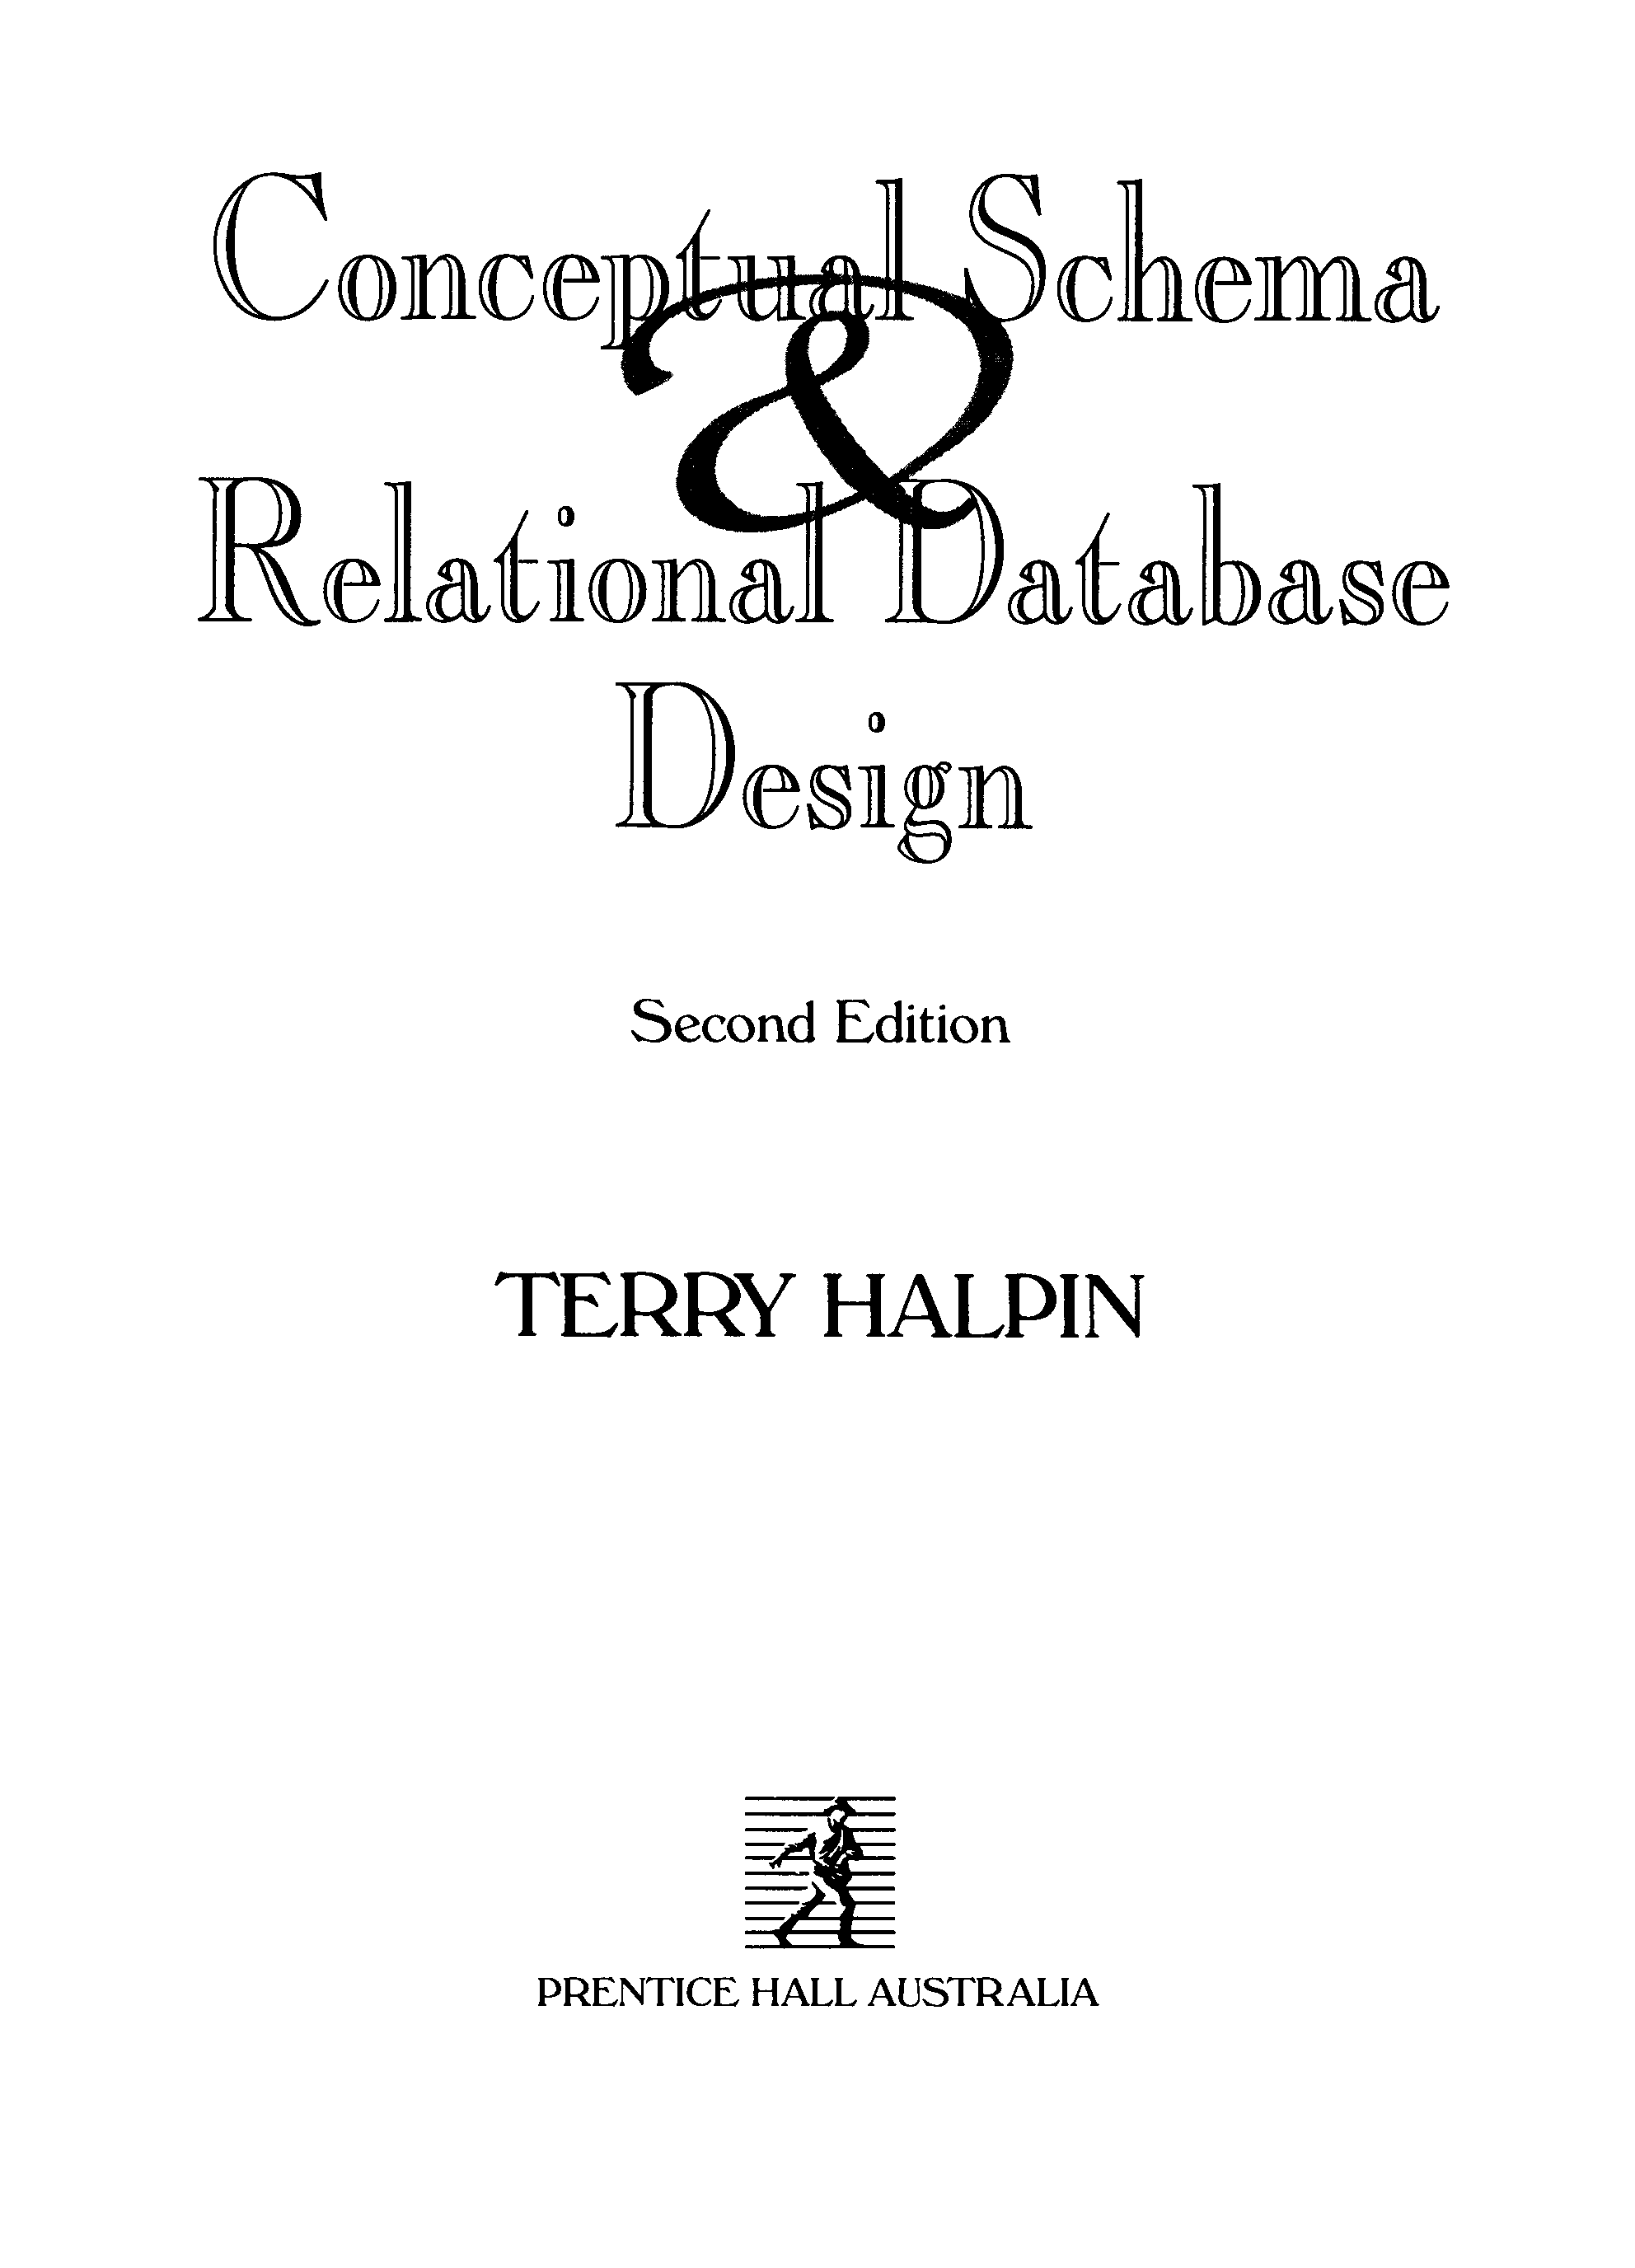 Conceptual Schema
&
Relational Database
Design
Second Edition
TERRY HALPIN
PRENTICE HALL AUSTRALIA